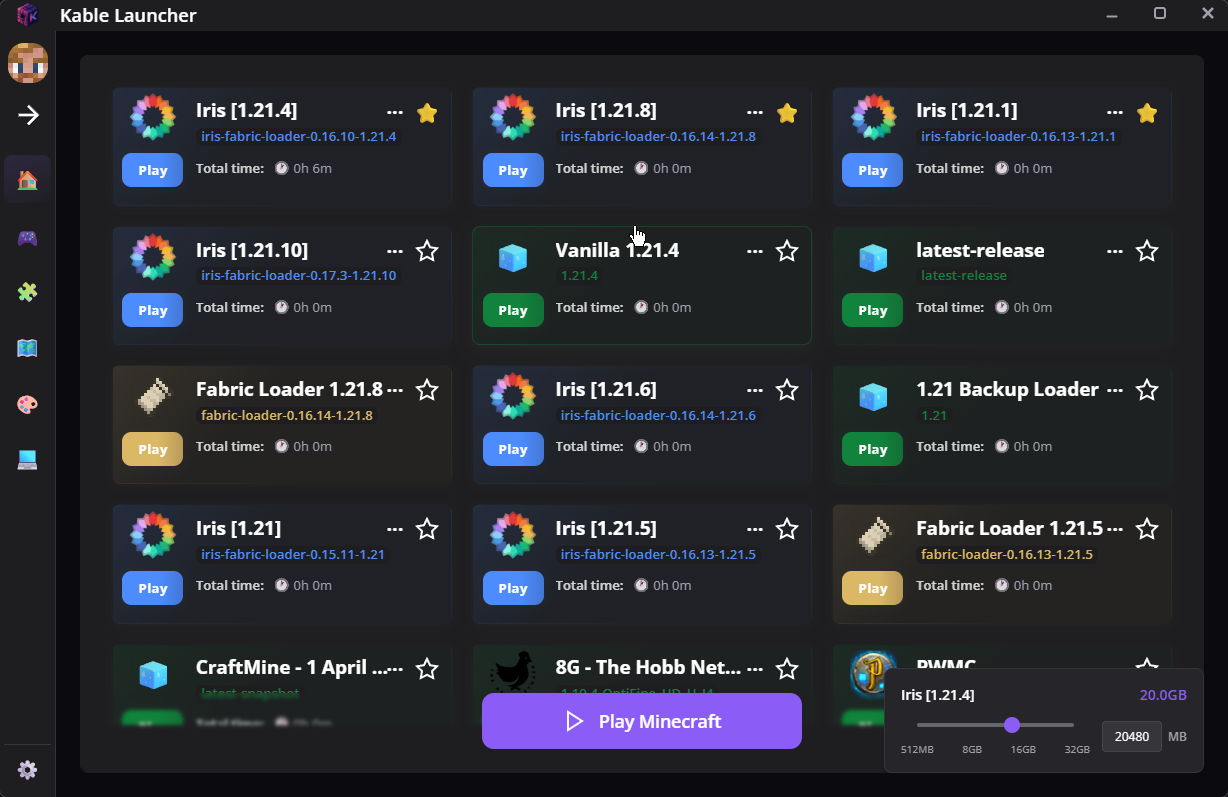 Kable Launcher
Iris [1.21.4] ...
iris-fabric-loader-0.16.10-1.21.4
Play
Total time: 0h 6m
Iris [1.21.8] ...
iris-fabric-loader-0.16.14-1.21.8
Play
Total time: 0h 0m
Iris [1.21.1] ...
iris-fabric-loader-0.16.13-1.21.1
Play
Total time: 0h 0m
Iris [1.21.10] ...
iris-fabric-loader-0.17.3-1.21.10
Play
Total time: 0h 0m
Vanilla 1.21.4 ...
1.21.4
Play
Total time: 0h 0m
latest-release ...
latest-release
Play
Total time: 0h 0m
Fabric Loader 1.21.8 ...
fabric-loader-0.16.14-1.21.8
Play
Total time: 0h 0m
Iris [1.21.6] ...
iris-fabric-loader-0.16.14-1.21.6
Play
Total time: 0h 0m
1.21 Backup Loader ...
1.21
Play
Total time: 0h 0m
Iris [1.21] ...
iris-fabric-loader-0.15.11-1.21
Play
Total time: 0h 0m
Iris [1.21.5] ...
iris-fabric-loader-0.16.13-1.21.5
Play
Total time: 0h 0m
Fabric Loader 1.21.5 ...
fabric-loader-0.16.13-1.21.5
Play
Total time: 0h 0m
CraftMine - 1 April ... ...
latest-snapshot
Total time: 0h 0m
8G - The Hobb Net... ...
PWMC
Play Minecraft
Iris [1.21.4] 20.0GB
20480 MB
512MB 8GB 16GB 32GB